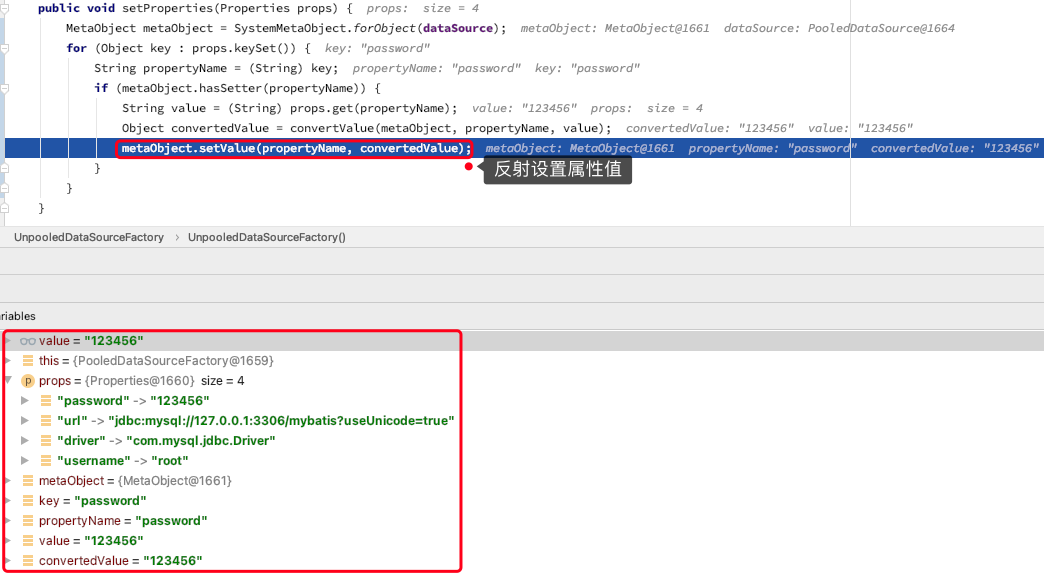 public void setProperties(Properties props) { props: size = 4
MetaObject metaObject = SystemMetaObject.forObject(dataSource); metaObject: MetaObject@1661 dataSource: PooledDataSource@1664
for (Object key : props.keySet()) { key: "password"
String propertyName = (String) key; propertyName: "password" key: "password"
if (metaObject.hasSetter(propertyName)) {
String value = (String) props.get(propertyName); value: "123456" props: size = 4
Object convertedValue = convertValue(metaObject, propertyName, value); convertedValue: "123456" value: "123456"
metaObject.setValue(propertyName, convertedValue); metaObject: MetaObject@1661 propertyName: "password" convertedValue: "123456"
反射设置属性值
}
}
}
UnpooledDataSourceFactory › UnpooledDataSourceFactory()
riables
value = "123456"
this = {PooledDataSourceFactory@1659}
p props = {Properties@1660} size = 4
"password" -> "123456"
"url" -> "jdbc:mysql://127.0.0.1:3306/mybatis?useUnicode=true"
"driver" -> "com.mysql.jdbc.Driver"
"username" -> "root"
metaObject = {MetaObject@1661}
key = "password"
propertyName = "password"
value = "123456"
convertedValue = "123456"